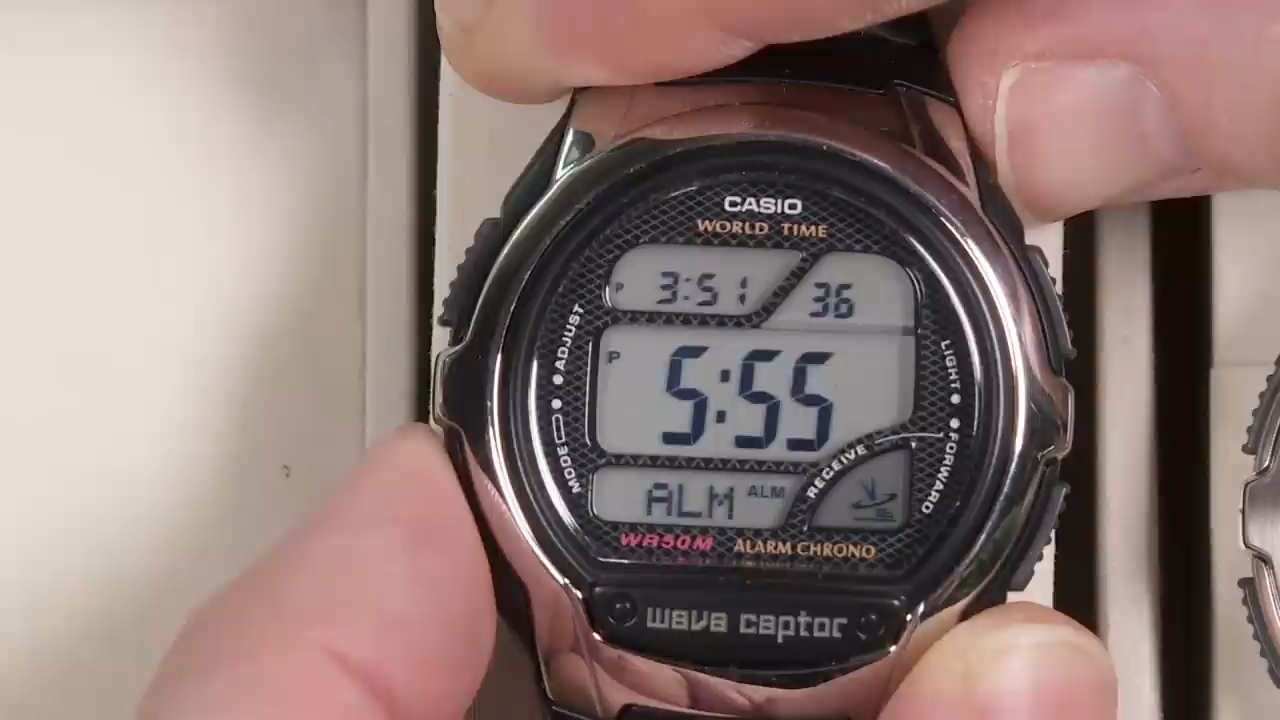 CASIO
WORLD TIME
P 3:51 36
ADJUST
LIGHT
P 5:55
MODE
RECEIVE
FORWARD
ALM ALM
WR50M ALARM CHRONO
wave captor